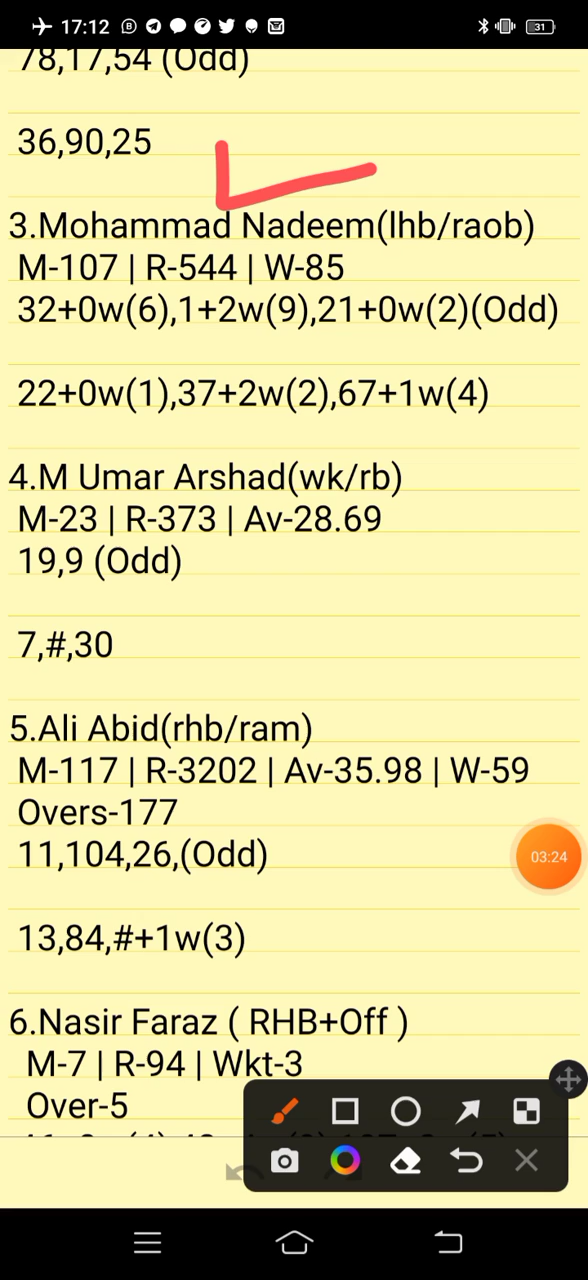 17:12
31
78,17,54 (Odd)
36,90,25
3.Mohammad Nadeem(lhb/raob)
M-107 | R-544 | W-85
32+0w(6),1+2w(9),21+0w(2)(Odd)
22+0w(1),37+2w(2),67+1w(4)
4.M Umar Arshad(wk/rb)
M-23 | R-373 | Av-28.69
19,9 (Odd)
7,#,30
5.Ali Abid(rhb/ram)
M-117 | R-3202 | Av-35.98 | W-59
Overs-177
11,104,26,(Odd)
03:24
13,84,#+1w(3)
6.Nasir Faraz ( RHB+Off )
M-7 | R-94 | Wkt-3
Over-5